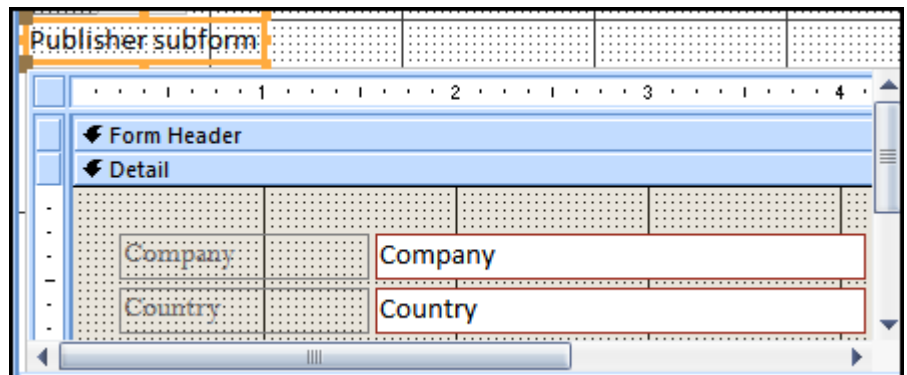 Publisher subform
1 2 3 4
Form Header
Detail
Company Company
Country Country